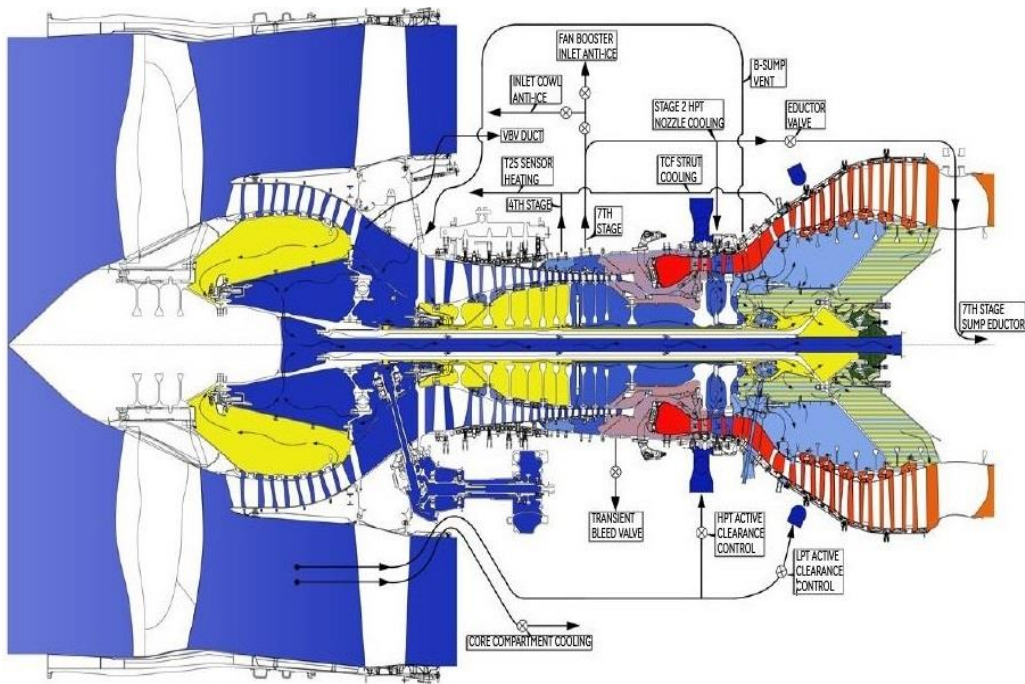 FAN BOOSTER
INLET ANTI-ICE
INLET COWL
ANTI-ICE
VBV DUCT
T25 SENSOR
HEATING
4TH STAGE
7TH
STAGE
STAGE 2 HPT
NOZZLE COOLING
TCF STRUT
COOLING
B-SUMP
VENT
EDUCTOR
VALVE
7TH STAGE
SUMP EDUCTOR
TRANSIENT
BLEED VALVE
HPT ACTIVE
CLEARANCE
CONTROL
LPT ACTIVE
CLEARANCE
CONTROL
CORE COMPARTMENT COOLING